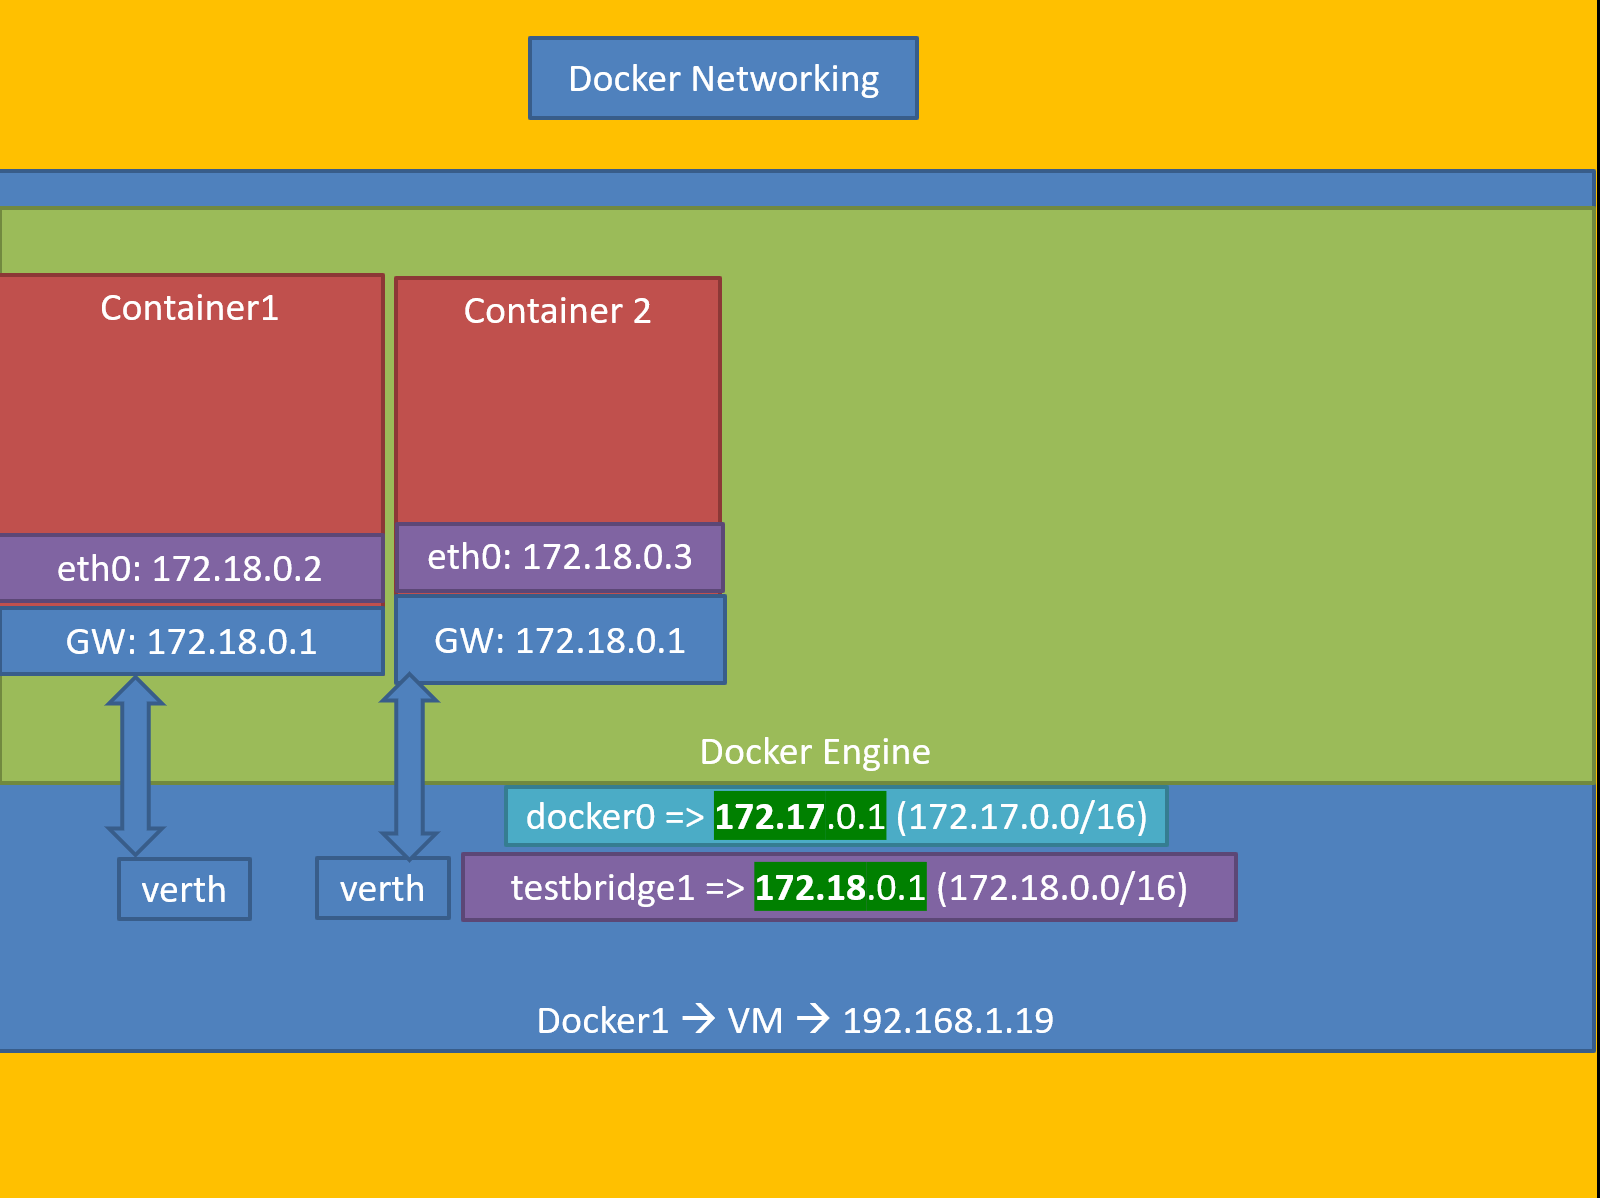 Docker Networking
Container1
Container 2
eth0: 172.18.0.2
eth0: 172.18.0.3
GW: 172.18.0.1
GW: 172.18.0.1
Docker Engine
docker0 => 172.17.0.1 (172.17.0.0/16)
verth
verth
testbridge1 => 172.18.0.1 (172.18.0.0/16)
Docker1 → VM → 192.168.1.19